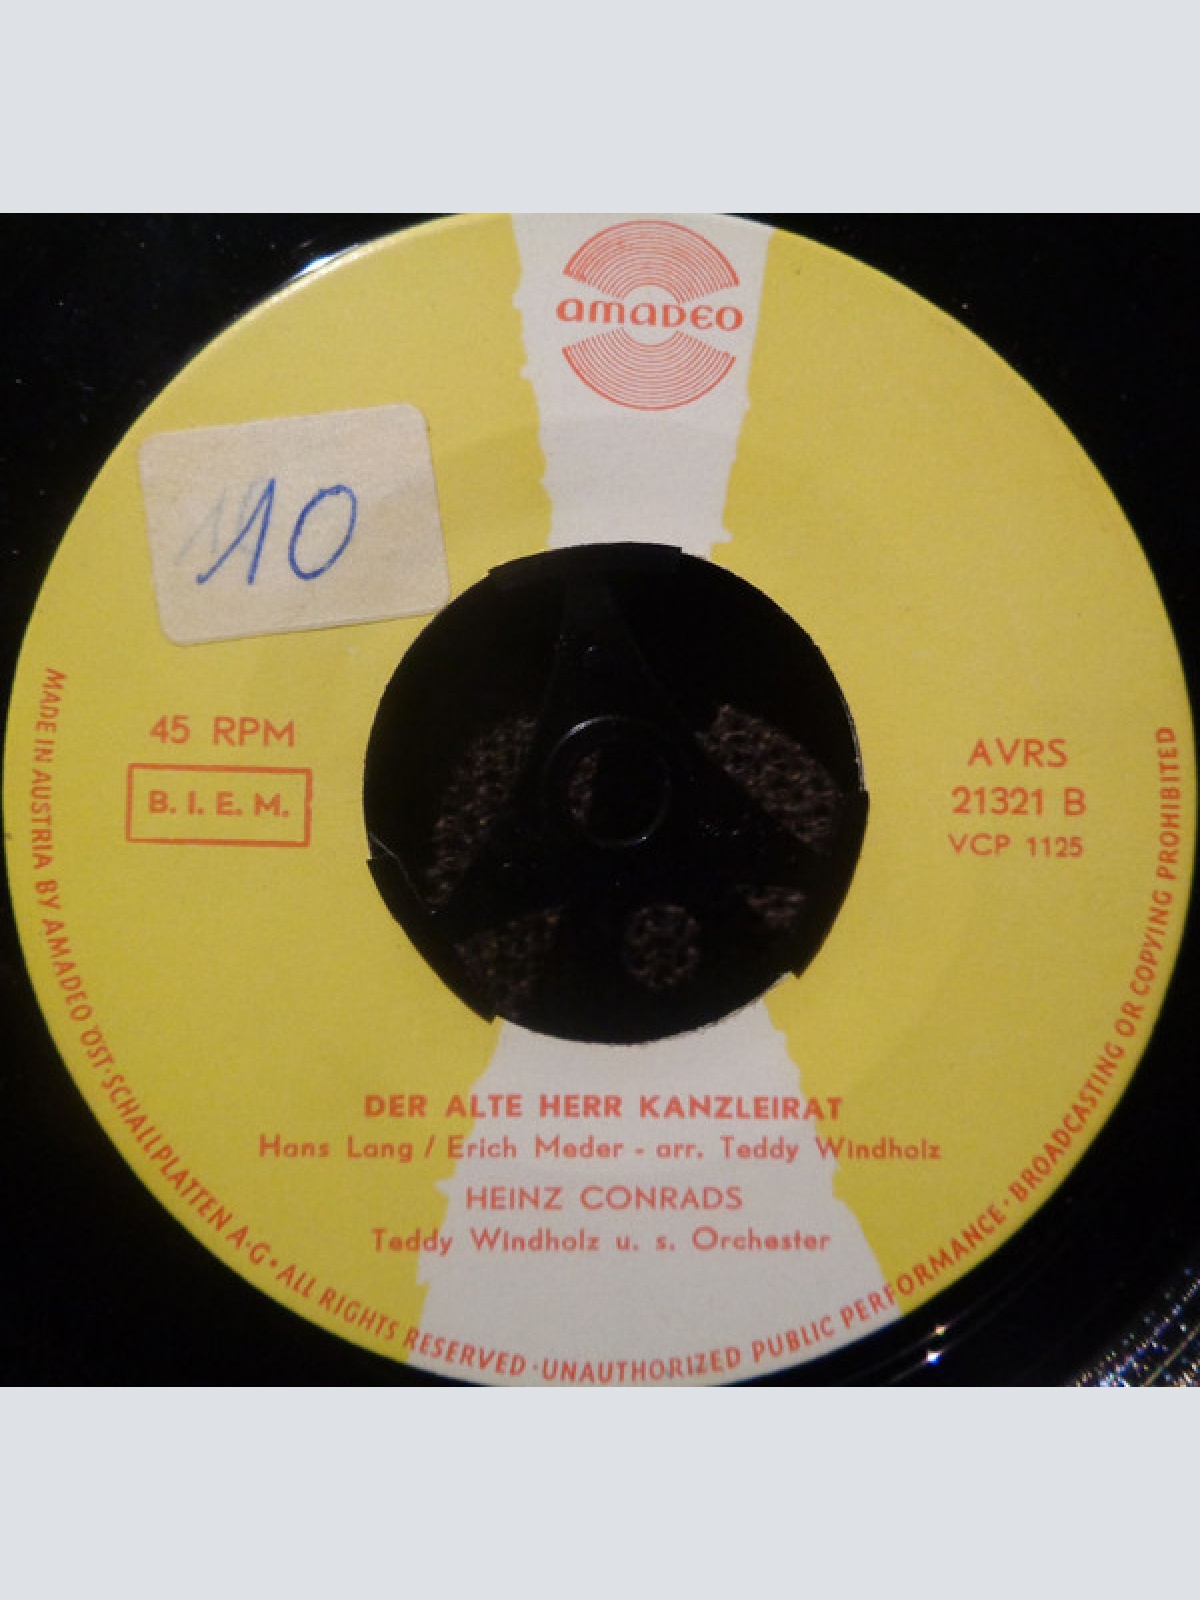 AMADEO
10
45 RPM
B. I. E. M.
AVRS
21321 B
VCP 1125
DER ALTE HERR KANZLEIRAT
Hans Lang / Erich Meder - arr. Teddy Windholz
HEINZ CONRADS
Teddy Windholz u. s. Orchester
MADE IN AUSTRIA BY AMADEO ÖST. SCHALLPLATTEN A·G • ALL RIGHTS RESERVED · UNAUTHORIZED PUBLIC PERFORMANCE · BROADCASTING OR COPYING PROHIBITED